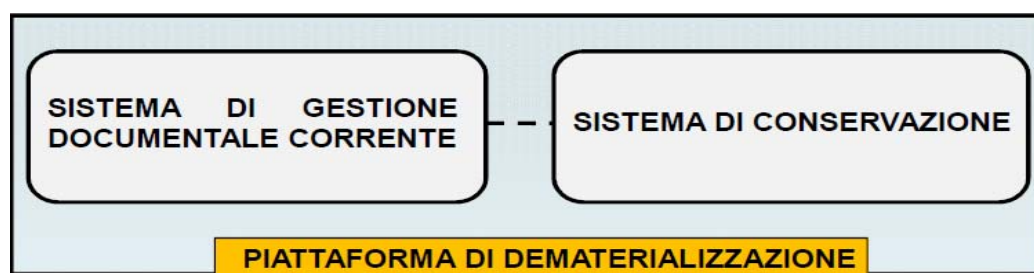 SISTEMA DI GESTIONE
DOCUMENTALE CORRENTE
SISTEMA DI CONSERVAZIONE
PIATTAFORMA DI DEMATERIALIZZAZIONE